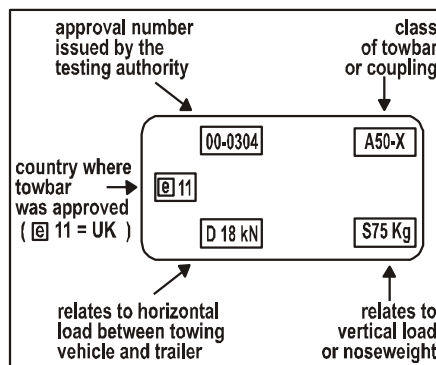 approval number
issued by the
testing authority
class
of towbar
or coupling
00-0304
A50-X
country where
towbar
was approved
( e 11 = UK )
e 11
D 18 kN
S75 Kg
relates to horizontal
load between towing
vehicle and trailer
relates to
vertical load
or noseweight